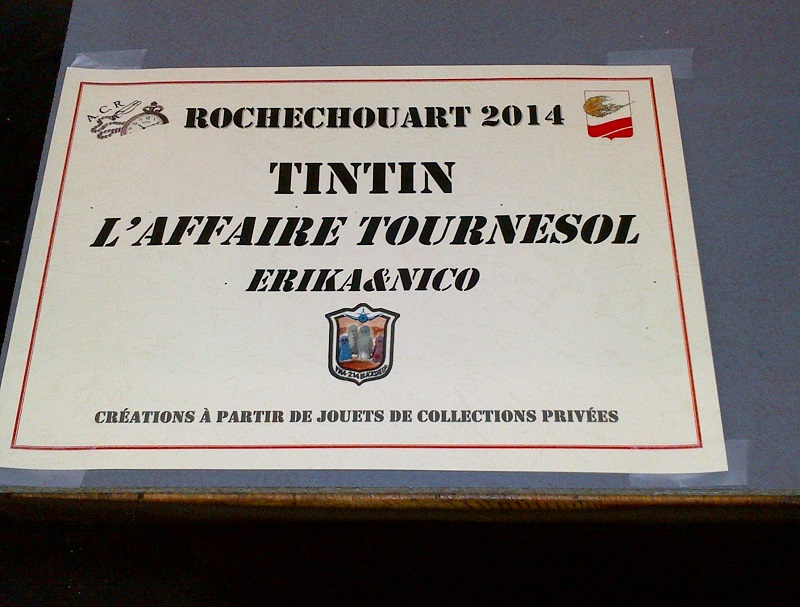 A C R
ROCHECHOUART 2014
TINTIN
L'AFFAIRE TOURNESOL
ERIKA&NICO
CRÉATIONS À PARTIR DE JOUETS DE COLLECTIONS PRIVÉES